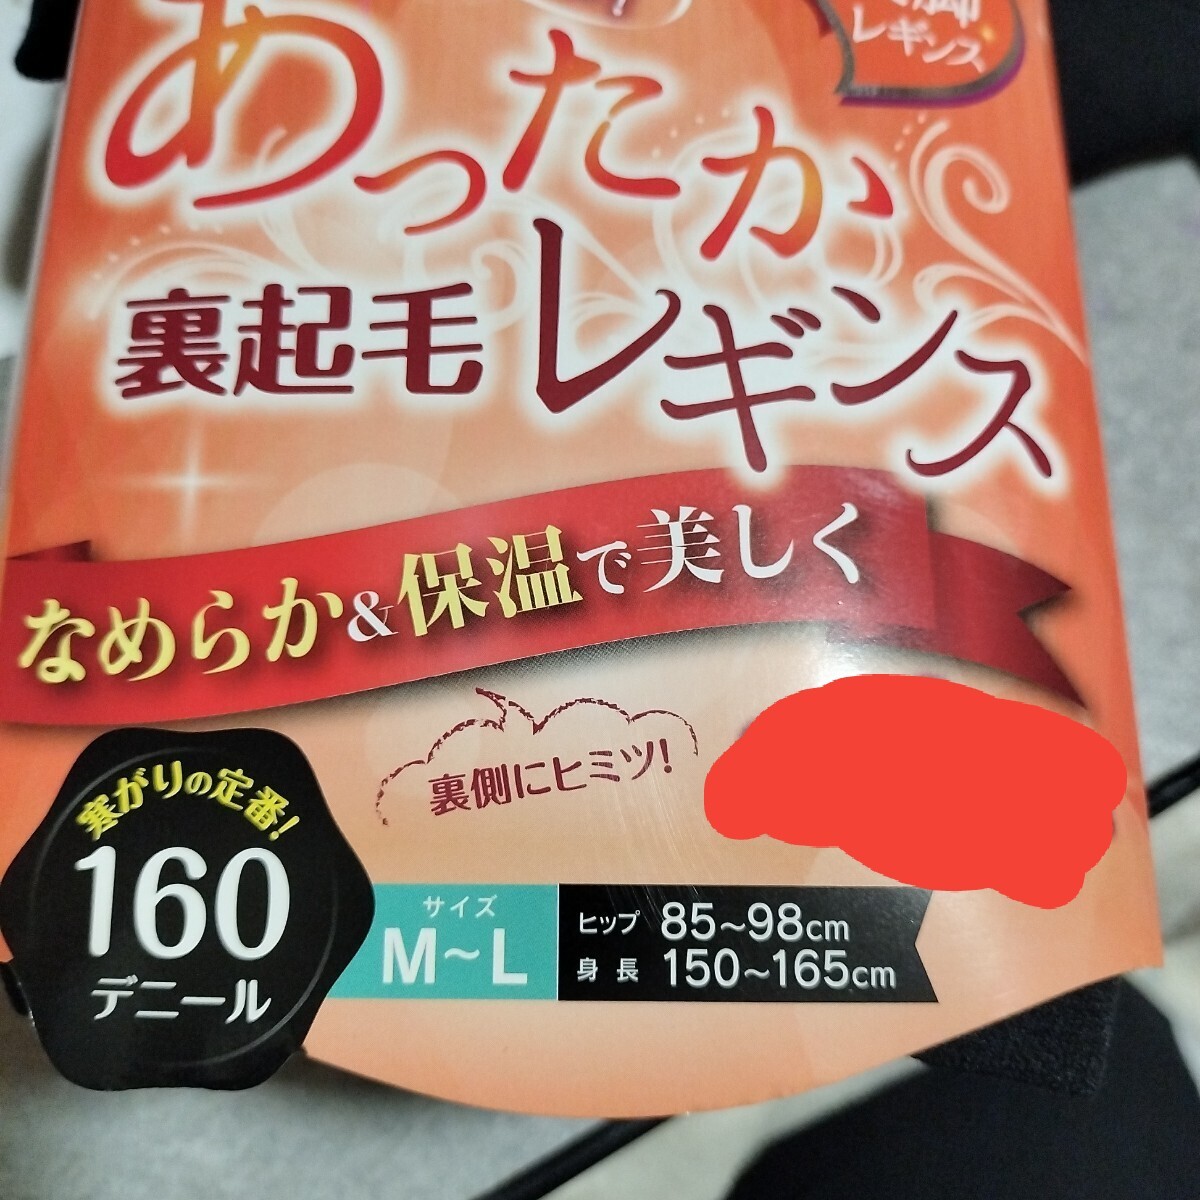 レギンス
あったか
裏起毛レギンス
なめらか&保温で美しく
裏側にヒミツ!
寒がりの定番!
160
デニール
サイズ
M~L
ヒップ 85~98cm
身長 150~165cm